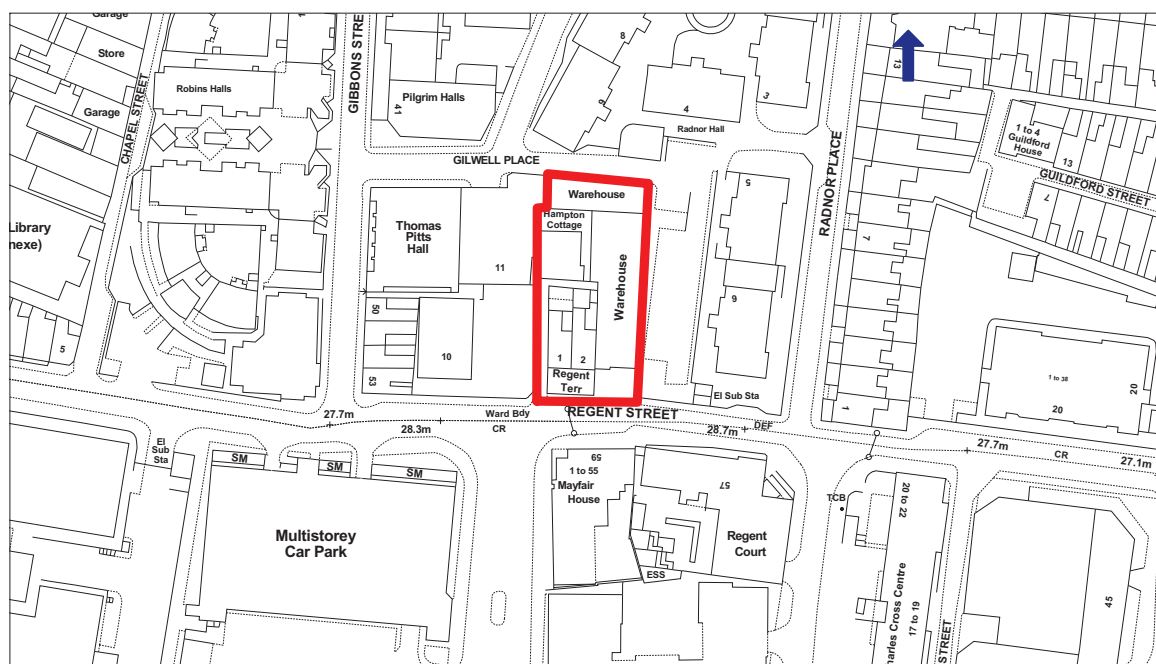 Garage
Store
Garage
CHAPEL STREET
Robins Halls
GIBBONS STREET
Pilgrim Halls
41
8
6
4
3
Radnor Hall
13
1 to 4
Guildford
House
13
GUILDFORD STREET
7
GILWELL PLACE
RADNOR PLACE
Library
nexe)
5
Thomas
Pitts
Hall
11
Warehouse
Hampton
Cottage
Warehouse
5
9
7
50
53
10
1
2
Regent
Terr
El Sub Sta
1
1 to 38
20
20
27.7m
28.3m
Ward Bdy
CR
REGENT STREET
28.7m
DEF
27.7m
CR
27.1m
El
Sub
Sta
SM
SM
SM
Multistorey
Car Park
59
1 to 55
Mayfair
House
57
Regent
Court
ESS
TCB
20 to 22
harles Cross Centre
17 to 19
STREET
45